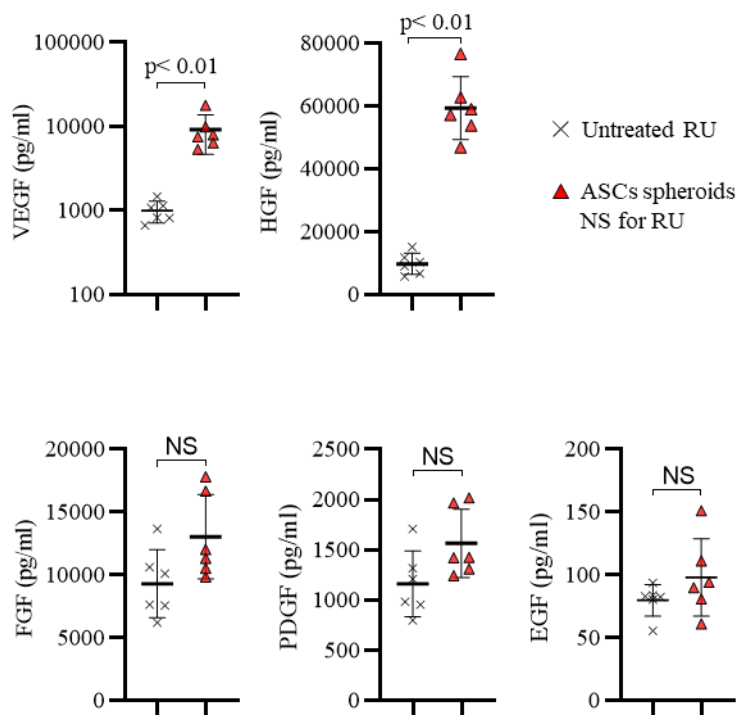 VEGF (pg/ml)
100000
10000
1000
100
p< 0.01
HGF (pg/ml)
80000
60000
40000
20000
0
p< 0.01
Untreated RU
ASCs spheroids
NS for RU
FGF (pg/ml)
20000
15000
10000
5000
0
NS
PDGF (pg/ml)
2500
2000
1500
1000
500
0
NS
EGF (pg/ml)
200
150
100
50
0
NS